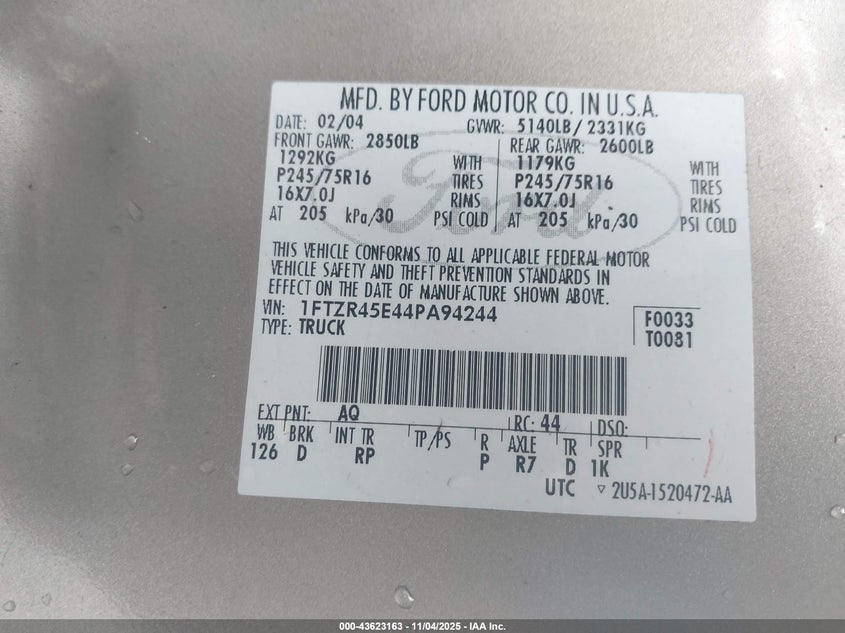 MFD. BY FORD MOTOR CO. IN U.S.A.
DATE: 02/04 GVWR: 5140LB/ 2331KG
FRONT GAWR: 2850LB REAR GAWR: 2600LB
1292KG WITH 1179KG WITH
P245/75R16 TIRES P245/75R16 TIRES
16X7.0J RIMS 16X7.0J RIMS
AT 205 kPa/30 PSI COLD AT 205 kPa/30 PSI COLD
Ford
THIS VEHICLE CONFORMS TO ALL APPLICABLE FEDERAL MOTOR
VEHICLE SAFETY AND THEFT PREVENTION STANDARDS IN
EFFECT ON THE DATE OF MANUFACTURE SHOWN ABOVE.
VIN: 1FTZR45E44PA94244 F0033
TYPE: TRUCK T0081
EXT PNT: AQ RC: 44 DSO:
WB BRK INT TR TP/PS R AXLE TR SPR
126 D RP P R7 D 1K
UTC ▽ 2U5A-1520472-AA
000-43623163 - 11/04/2025 - IAA Inc.